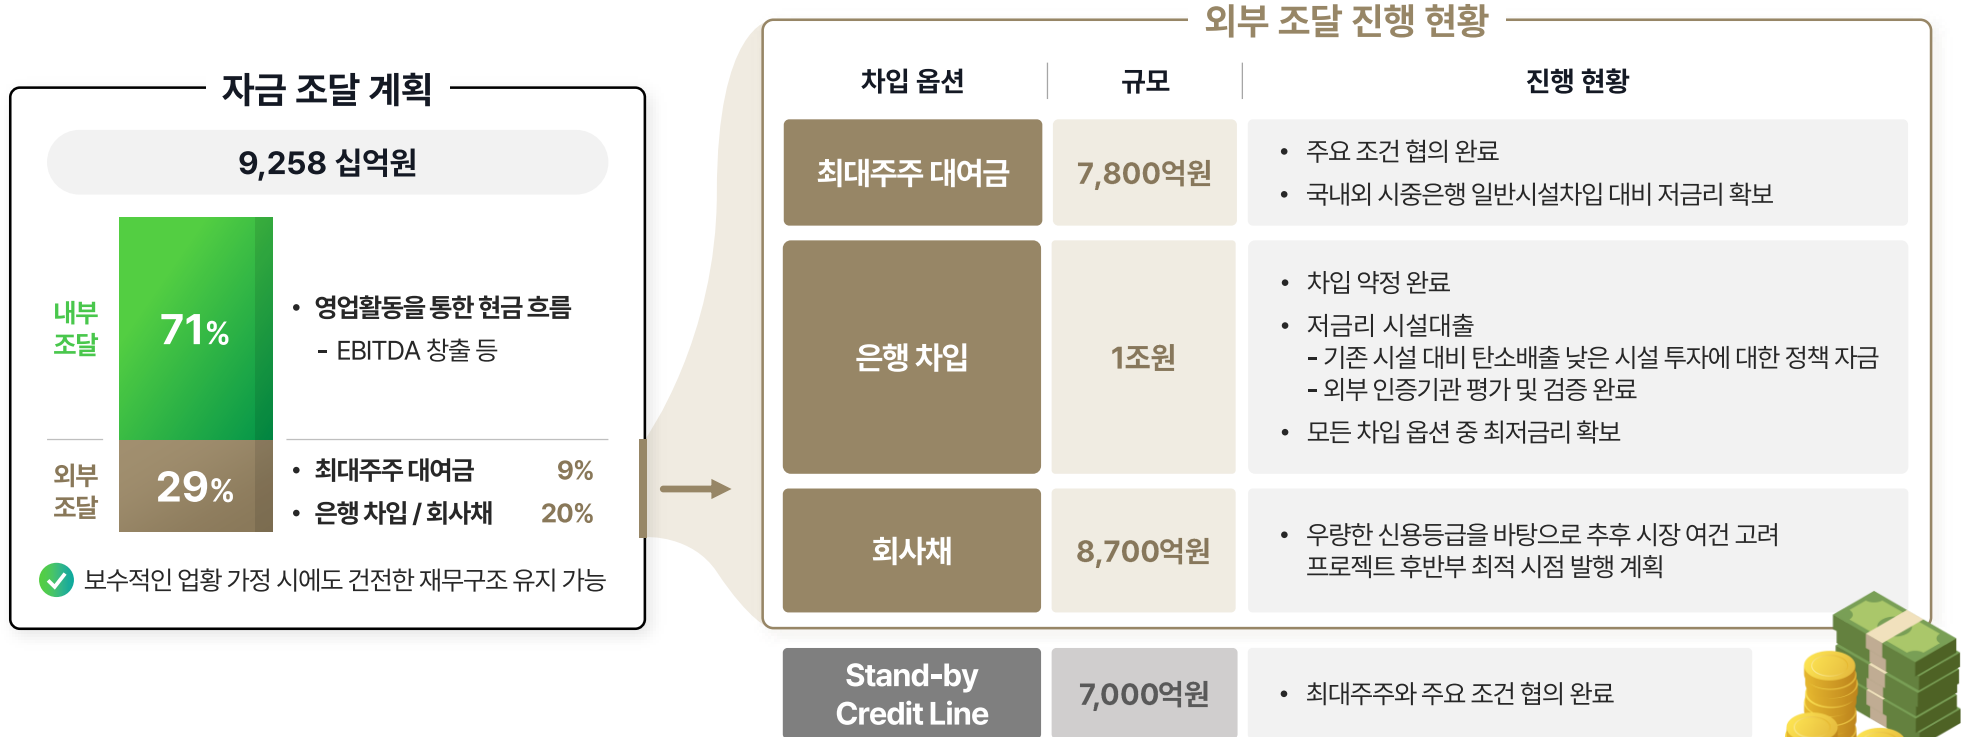 자금 조달 계획
9,258 십억원
내부
조달
71%
• 영업활동을 통한 현금 흐름
- EBITDA 창출 등
외부
조달
29%
• 최대주주 대여금 9%
• 은행 차입 / 회사채 20%
보수적인 업황 가정 시에도 건전한 재무구조 유지 가능
외부 조달 진행 현황
차입 옵션 규모 진행 현황
최대주주 대여금 7,800억원
• 주요 조건 협의 완료
• 국내외 시중은행 일반시설차입 대비 저금리 확보
은행 차입 1조원
• 차입 약정 완료
• 저금리 시설대출
- 기존 시설 대비 탄소배출 낮은 시설 투자에 대한 정책 자금
- 외부 인증기관 평가 및 검증 완료
• 모든 차입 옵션 중 최저금리 확보
회사채 8,700억원
• 우량한 신용등급을 바탕으로 추후 시장 여건 고려
프로젝트 후반부 최적 시점 발행 계획
Stand-by
Credit Line
7,000억원
• 최대주주와 주요 조건 협의 완료